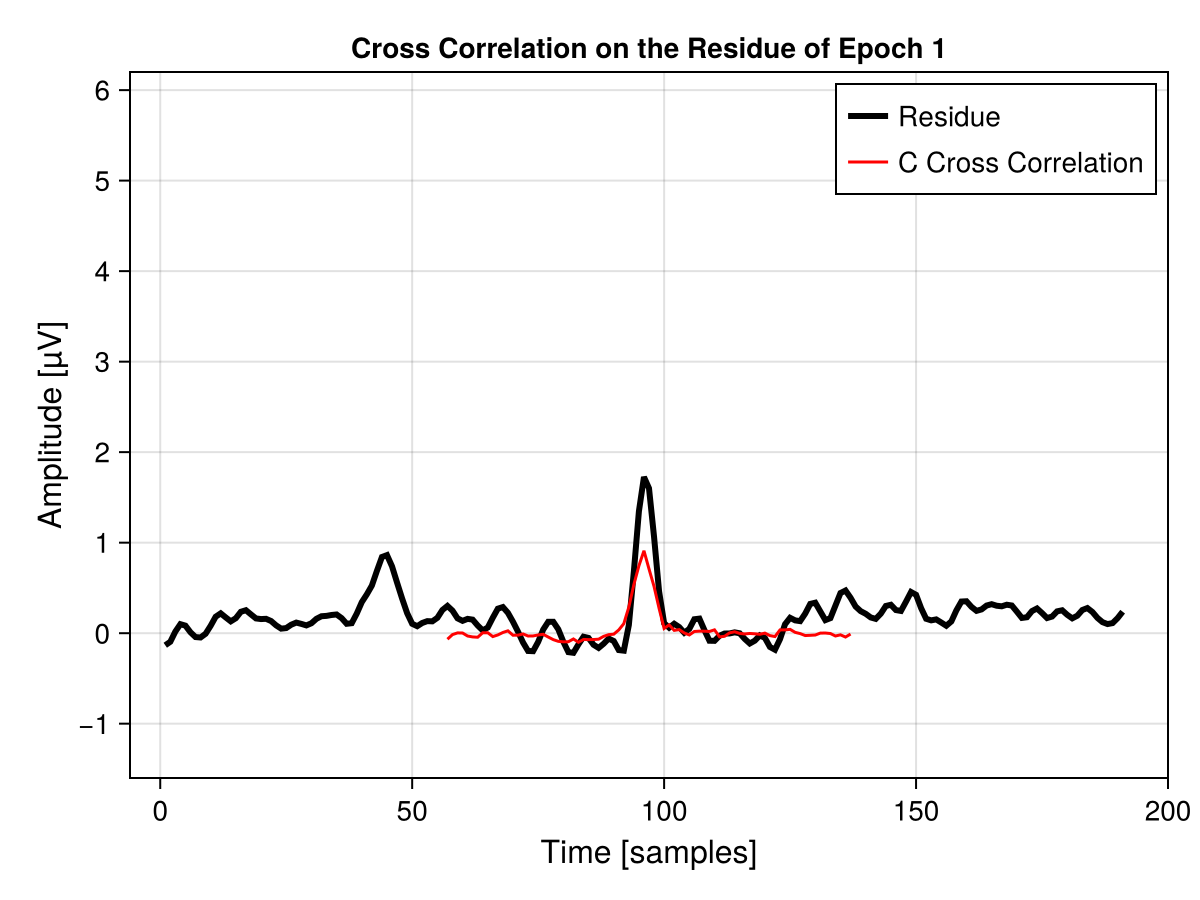 Cross Correlation on the Residue of Epoch 1
6
5
4
3
2
1
0
−1
Residue
C Cross Correlation
Amplitude [µV]
0 50 100 150 200
Time [samples]